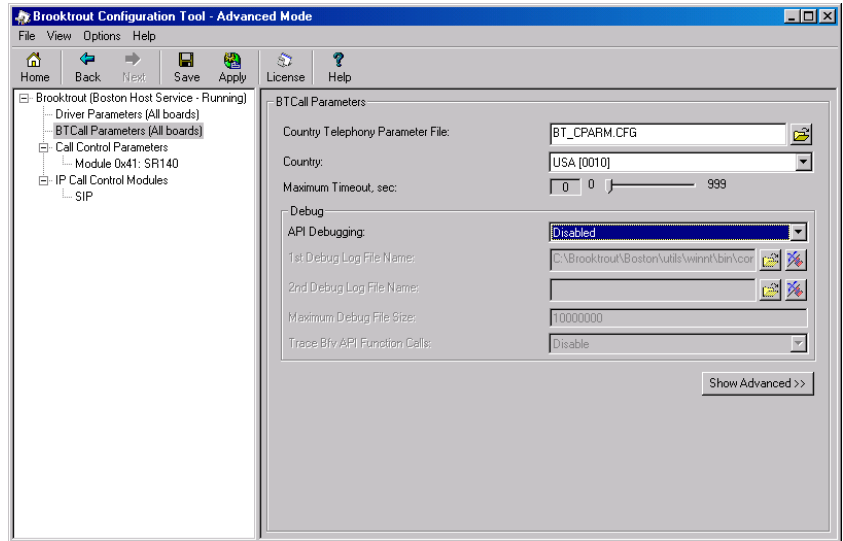 Brooktrout Configuration Tool - Advanced Mode
File View Options Help
Home Back Next Save Apply License Help
Brooktrout (Boston Host Service - Running)
Driver Parameters (All boards)
BTCall Parameters (All boards)
Call Control Parameters
Module 0x41: SR140
IP Call Control Modules
SIP
BTCall Parameters
Country Telephony Parameter File: BT_CPARM.CFG
Country: USA [0010]
Maximum Timeout, sec: 0 0 999
Debug
API Debugging: Disabled
1st Debug Log File Name: C:\Brooktrout\Boston\utils\winnt\bin\cor
2nd Debug Log File Name:
Maximum Debug File Size: 10000000
Trace Bfv API Function Calls: Disable
Show Advanced >>